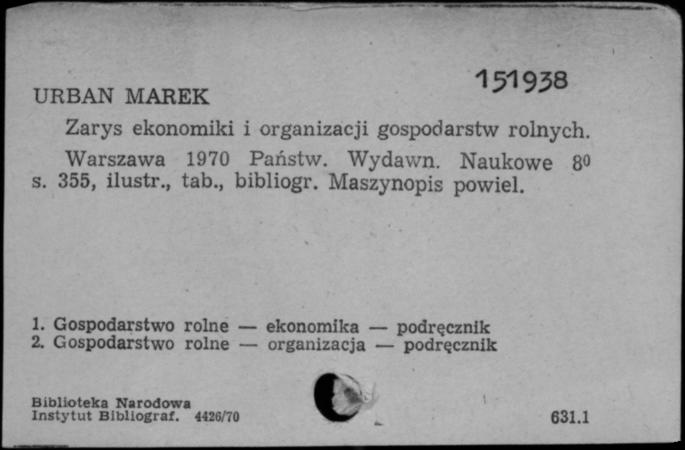 151938
URBAN MAREK
Zarys ekonomiki i organizacji gospodarstw rolnych.
Warszawa 1970 Państw. Wydawn. Naukowe 8⁰
s. 355, ilustr., tab., bibliogr. Maszynopis powiel.
1. Gospodarstwo rolne — ekonomika — podręcznik
2. Gospodarstwo rolne — organizacja — podręcznik
Biblioteka Narodowa
Instytut Bibliograf. 4426/70
631.1